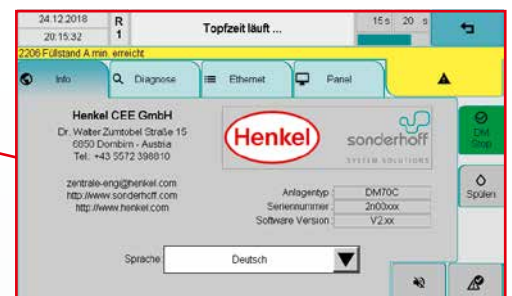 24.12.2018
20:15:32
R
1
Topfzeit läuft ...
15 s 20 s
2206 Füllstand A min. erreicht
Info
Diagnose
Ethernet
Panel
Henkel CEE GmbH
Dr. Walter Zumtobel Straße 15
6850 Dornbirn - Austria
Tel.: +43 5572 398810
zentrale-eng@henkel.com
http://www.sonderhoff.com
http://www.henkel.com
Henkel
sonderhoff
SYSTEM SOLUTIONS
Anlagentyp : DM70C
Seriennummer : 2n00xxx
Software Version : V2.xx
Sprache: Deutsch
DM
Stop
Spülen